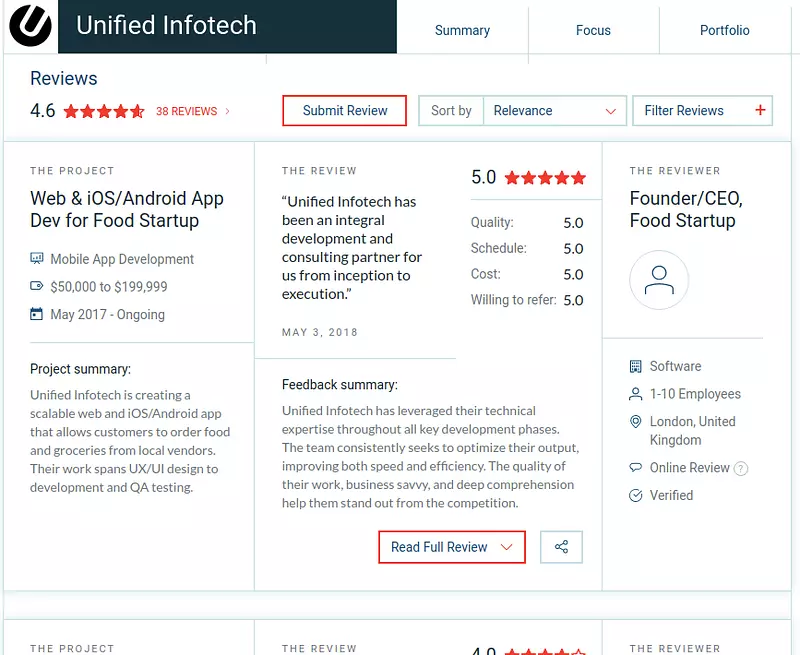 Unified Infotech
Summary
Focus
Portfolio
Reviews
4.6
38 REVIEWS
Submit Review
Sort by
Relevance
Filter Reviews +
THE PROJECT
Web & iOS/Android App
Dev for Food Startup
Mobile App Development
$50,000 to $199,999
May 2017 - Ongoing
Project summary:
Unified Infotech is creating a
scalable web and iOS/Android app
that allows customers to order food
and groceries from local vendors.
Their work spans UX/UI design to
development and QA testing.
THE REVIEW
“Unified Infotech has
been an integral
development and
consulting partner for
us from inception to
execution.”
MAY 3, 2018
5.0
Quality: 5.0
Schedule: 5.0
Cost: 5.0
Willing to refer: 5.0
Feedback summary:
Unified Infotech has leveraged their technical
expertise throughout all key development phases.
The team consistently seeks to optimize their output,
improving both speed and efficiency. The quality of
their work, business savvy, and deep comprehension
help them stand out from the competition.
Read Full Review
THE REVIEWER
Founder/CEO,
Food Startup
Software
1-10 Employees
London, United
Kingdom
Online Review ?
Verified
THE PROJECT
THE REVIEW
4.0
THE REVIEWER